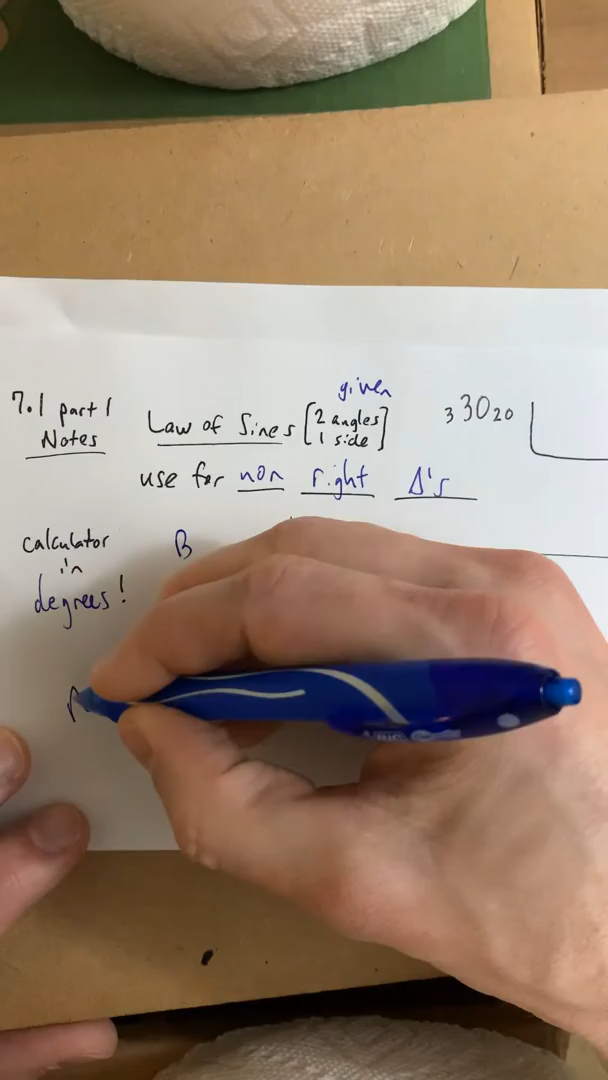 7.1 part 1
Notes
Law of Sines [2 angles
1 side]
given
use for non right Δ's
3 30 20
calculator
in
degrees!
B